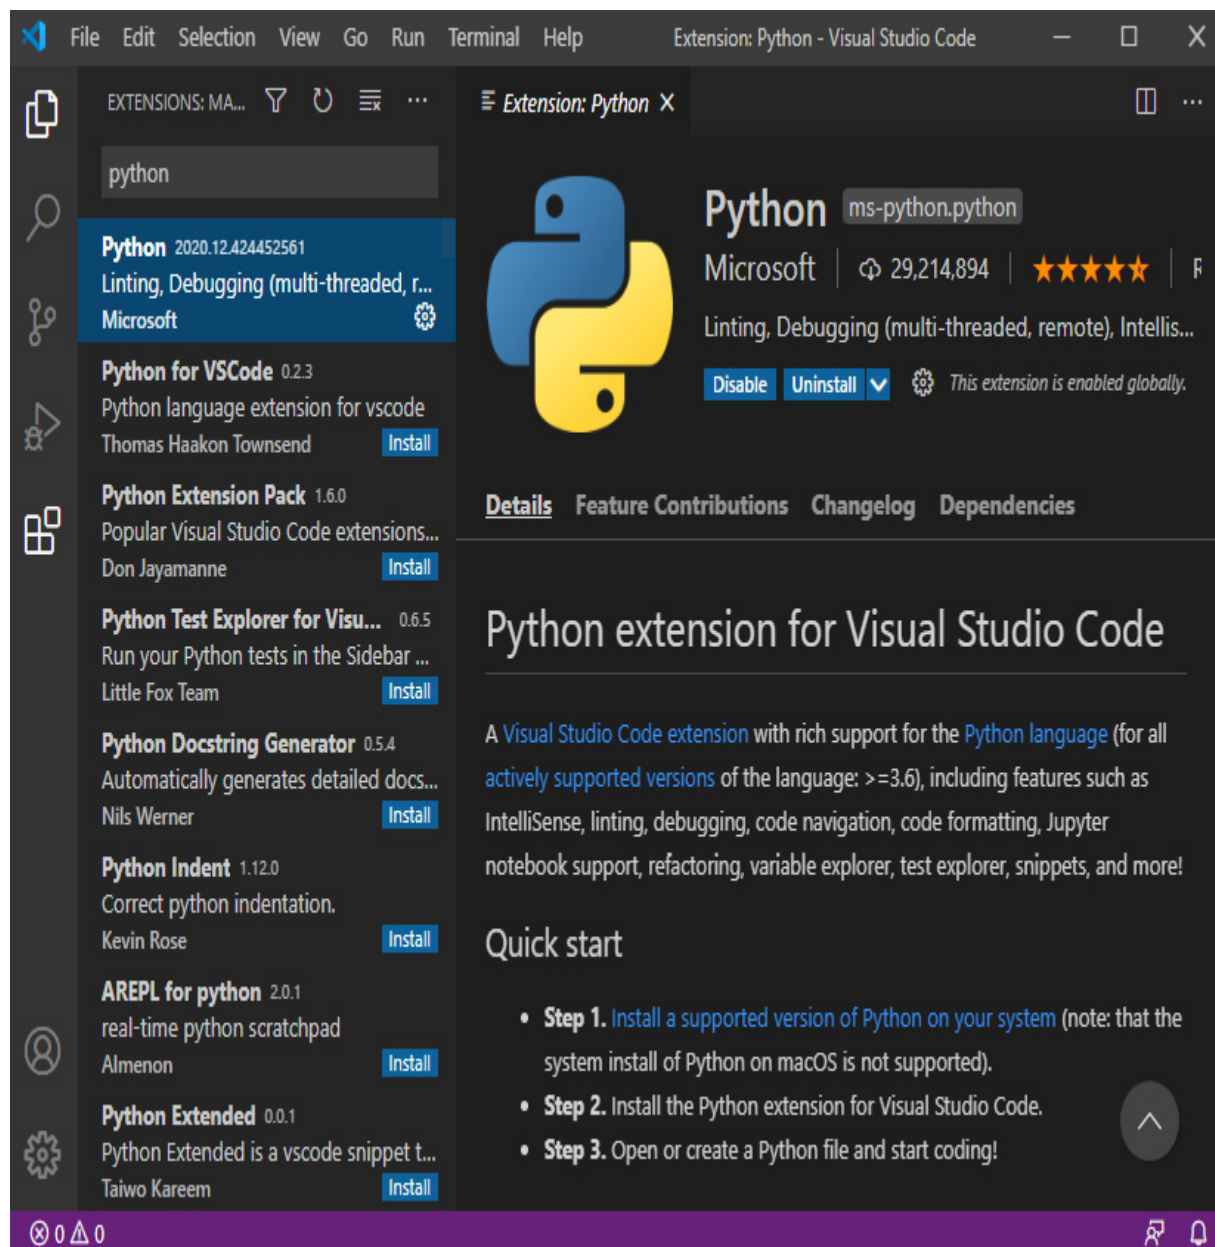 File Edit Selection View Go Run Terminal Help Extension: Python - Visual Studio Code
EXTENSIONS: MA...
python
Python 2020.12.424452561
Linting, Debugging (multi-threaded, r...
Microsoft
Python for VSCode 0.2.3
Python language extension for vscode
Thomas Haakon Townsend Install
Python Extension Pack 1.6.0
Popular Visual Studio Code extensions...
Don Jayamanne Install
Python Test Explorer for Visu... 0.6.5
Run your Python tests in the Sidebar ...
Little Fox Team Install
Python Docstring Generator 0.5.4
Automatically generates detailed docs...
Nils Werner Install
Python Indent 1.12.0
Correct python indentation.
Kevin Rose Install
AREPL for python 2.0.1
real-time python scratchpad
Almenon Install
Python Extended 0.0.1
Python Extended is a vscode snippet t...
Taiwo Kareem Install
Extension: Python
Python ms-python.python
Microsoft 29,214,894 R
Linting, Debugging (multi-threaded, remote), Intellis...
Disable Uninstall This extension is enabled globally.
Details Feature Contributions Changelog Dependencies
Python extension for Visual Studio Code
A Visual Studio Code extension with rich support for the Python language (for all
actively supported versions of the language: >=3.6), including features such as
IntelliSense, linting, debugging, code navigation, code formatting, Jupyter
notebook support, refactoring, variable explorer, test explorer, snippets, and more!
Quick start
• Step 1. Install a supported version of Python on your system (note: that the
system install of Python on macOS is not supported).
• Step 2. Install the Python extension for Visual Studio Code.
• Step 3. Open or create a Python file and start coding!
0 0